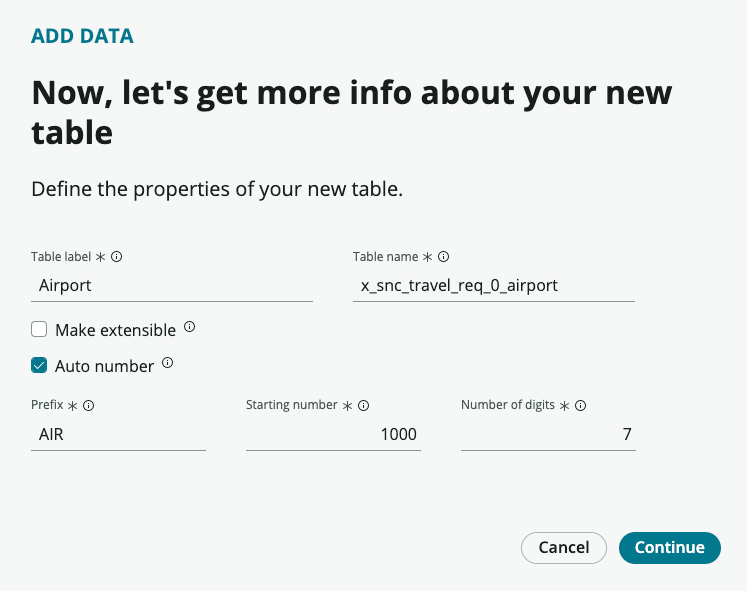 ADD DATA
Now, let's get more info about your new
table
Define the properties of your new table.
Table label * Table name *
Airport x_snc_travel_req_0_airport
Make extensible
Auto number
Prefix * Starting number * Number of digits *
AIR 1000 7
Cancel Continue